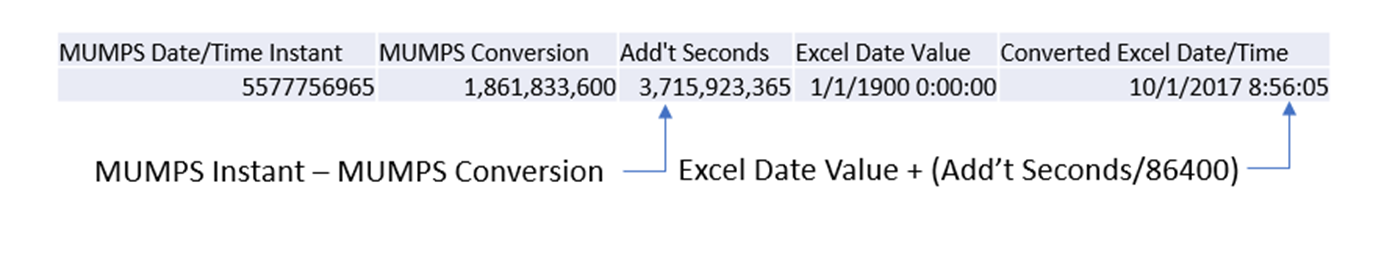 MUMPS Date/Time Instant MUMPS Conversion Add't Seconds Excel Date Value Converted Excel Date/Time
5577756965 1,861,833,600 3,715,923,365 1/1/1900 0:00:00 10/1/2017 8:56:05
MUMPS Instant – MUMPS Conversion Excel Date Value + (Add’t Seconds/86400)